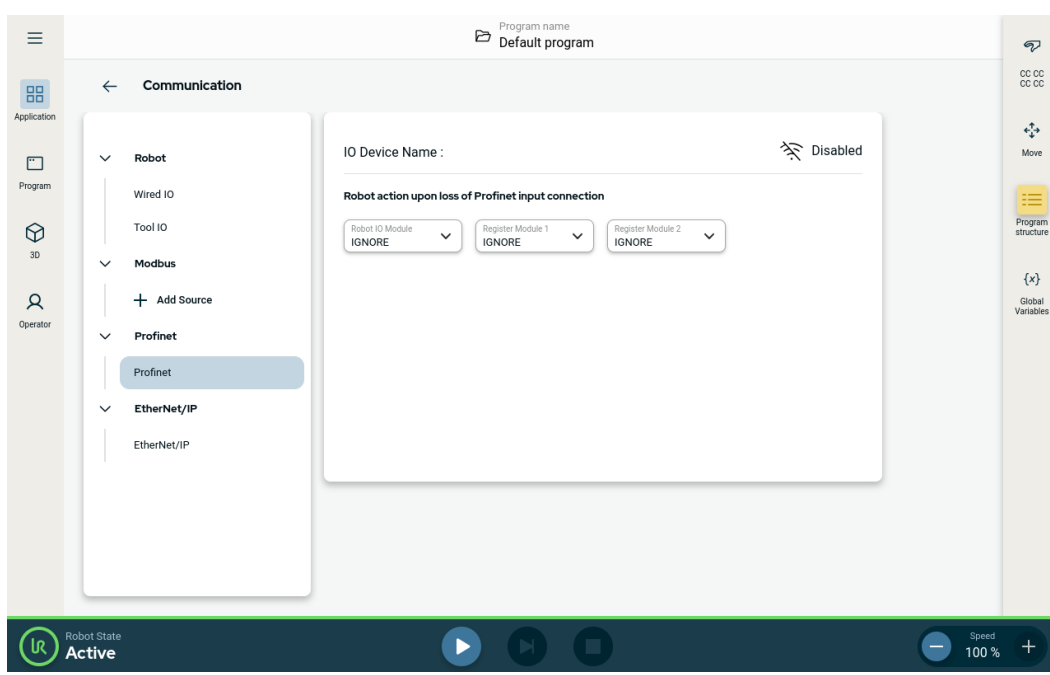 Program name
Default program
Application
Program
3D
Operator
Communication
Robot
Wired IO
Tool IO
Modbus
Add Source
Profinet
Profinet
EtherNet/IP
EtherNet/IP
IO Device Name :
Disabled
Robot action upon loss of Profinet input connection
Robot IO Module
IGNORE
Register Module 1
IGNORE
Register Module 2
IGNORE
CC CC
CC CC
Move
Program
structure
{x}
Global
Variables
UR
Robot State
Active
Speed
100 %